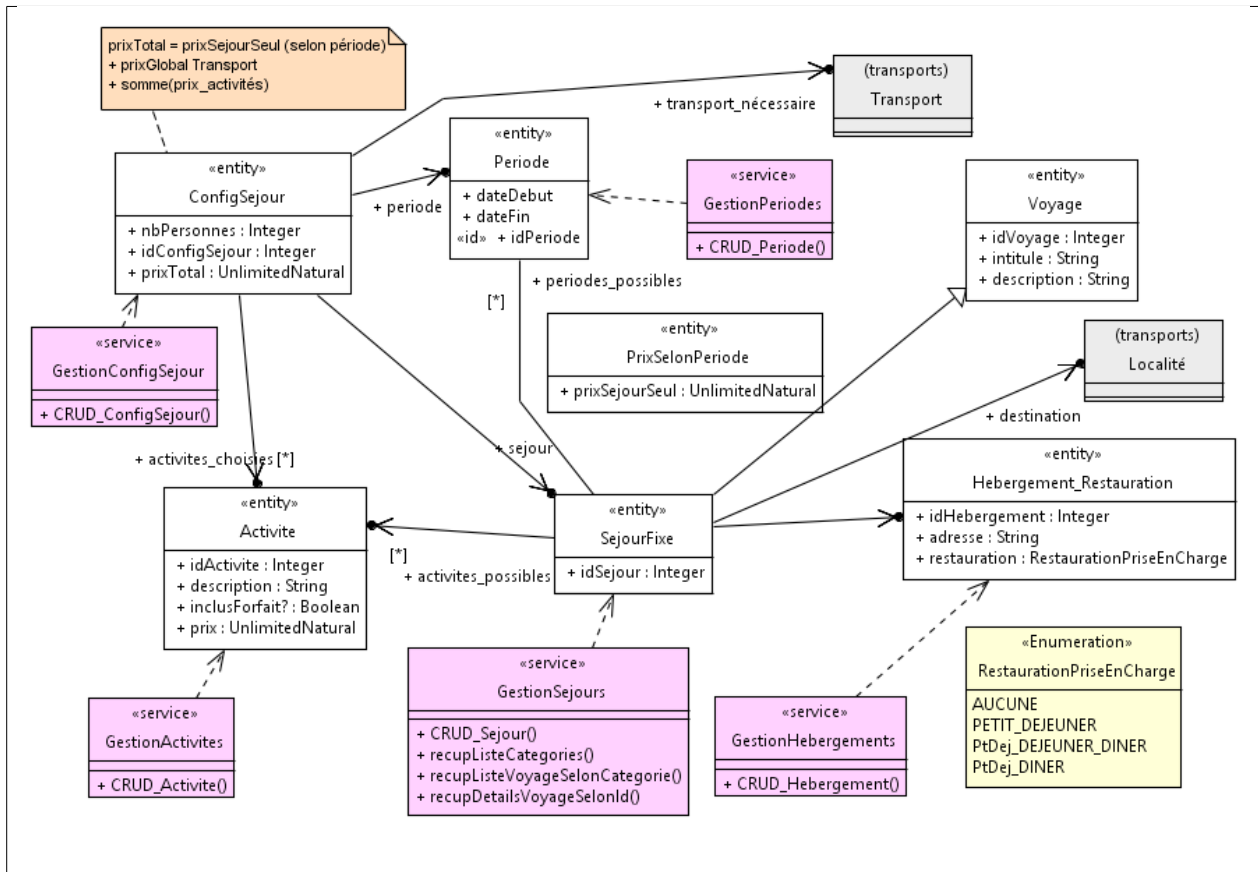 prixTotal = prixSejourSeul (selon période)
+ prixGlobal Transport
+ somme(prix_activités)
(transports)
Transport
+ transport_nécessaire
«entity»
ConfigSejour
+ nbPersonnes : Integer
+ idConfigSejour : Integer
+ prixTotal : UnlimitedNatural
+ periode
«entity»
Periode
+ dateDebut
+ dateFin
«id» + idPeriode
«service»
GestionPeriodes
+ CRUD_Periode()
«entity»
Voyage
+ idVoyage : Integer
+ intitule : String
+ description : String
+ periodes_possibles
[*]
«entity»
PrixSelonPeriode
+ prixSejourSeul : UnlimitedNatural
«service»
GestionConfigSejour
+ CRUD_ConfigSejour()
(transports)
Localité
+ destination
+ activites_choisies [*]
+ sejour
«entity»
Hebergement_Restauration
+ idHebergement : Integer
+ adresse : String
+ restauration : RestaurationPriseEnCharge
«entity»
Activite
+ idActivite : Integer
+ description : String
+ inclusForfait? : Boolean
+ prix : UnlimitedNatural
[*]
+ activites_possibles
«entity»
SejourFixe
+ idSejour : Integer
«service»
GestionActivites
+ CRUD_Activite()
«service»
GestionSejours
+ CRUD_Sejour()
+ recupListeCategories()
+ recupListeVoyageSelonCategorie()
+ recupDetailsVoyageSelonId()
«service»
GestionHebergements
+ CRUD_Hebergement()
«Enumeration»
RestaurationPriseEnCharge
AUCUNE
PETIT_DEJEUNER
PtDej_DEJEUNER_DINER
PtDej_DINER